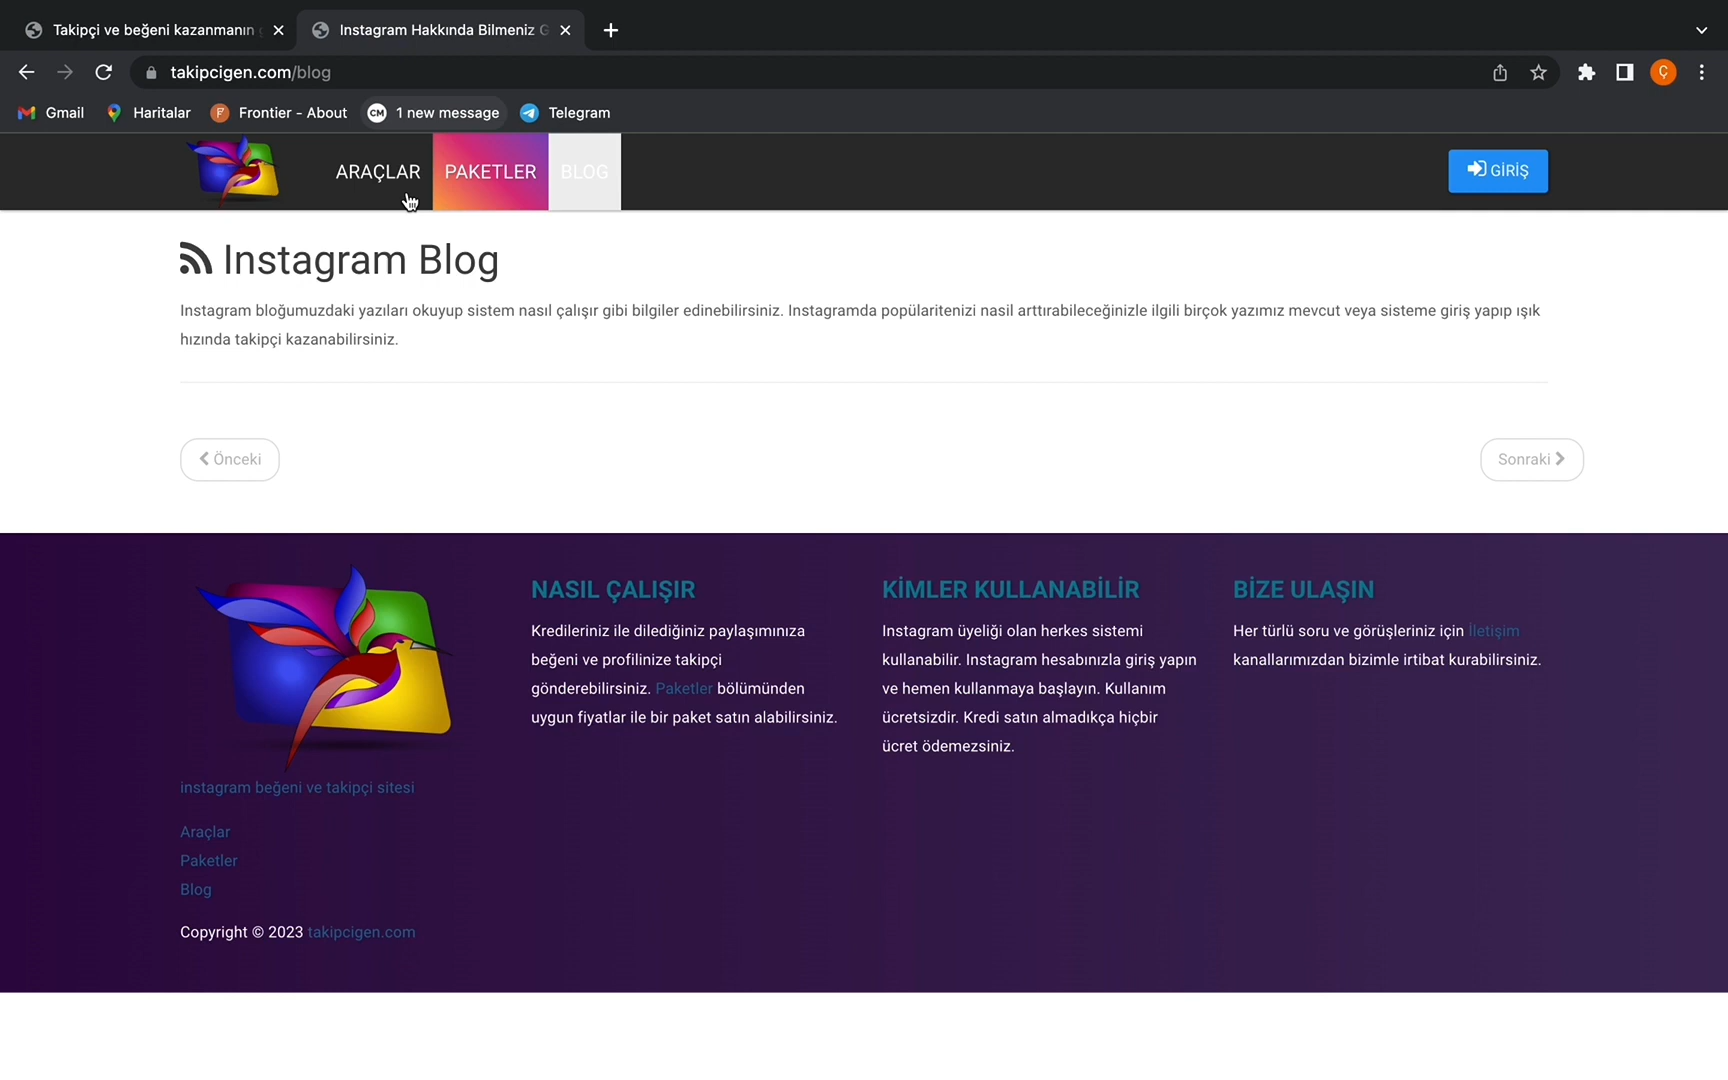 Takipçi ve beğeni kazanmanın
Instagram Hakkında Bilmeniz G
takipcigen.com/blog
Ç
Gmail
Haritalar
F
Frontier - About
CM
1 new message
Telegram
ARAÇLAR
PAKETLER
BLOG
GİRİŞ
Instagram Blog
Instagram bloğumuzdaki yazıları okuyup sistem nasıl çalışır gibi bilgiler edinebilirsiniz. Instagramda popülaritenizi nasil arttırabileceğinizle ilgili birçok yazımız mevcut veya sisteme giriş yapıp ışık
hızında takipçi kazanabilirsiniz.
Önceki
Sonraki
NASIL ÇALIŞIR
Kredileriniz ile dilediğiniz paylaşımınıza
beğeni ve profilinize takipçi
gönderebilirsiniz. Paketler bölümünden
uygun fiyatlar ile bir paket satın alabilirsiniz.
KİMLER KULLANABİLİR
Instagram üyeliği olan herkes sistemi
kullanabilir. Instagram hesabınızla giriş yapın
ve hemen kullanmaya başlayın. Kullanım
ücretsizdir. Kredi satın almadıkça hiçbir
ücret ödemezsiniz.
BİZE ULAŞIN
Her türlü soru ve görüşleriniz için İletişim
kanallarımızdan bizimle irtibat kurabilirsiniz.
instagram beğeni ve takipçi sitesi
Araçlar
Paketler
Blog
Copyright © 2023 takipcigen.com